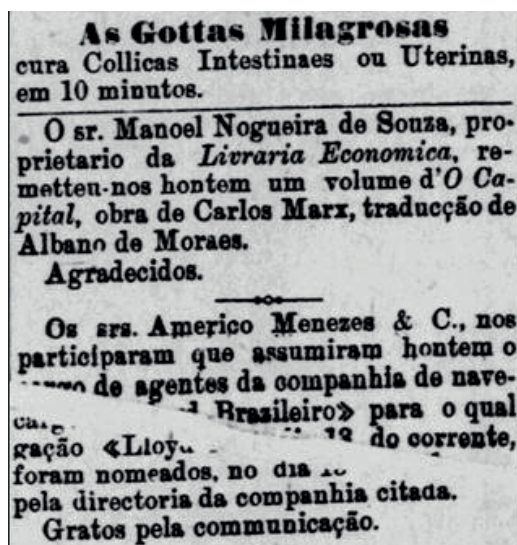 As Gottas Milagrosas
cura Collicas Intestinaes ou Uterinas,
em 10 minutos.
O sr. Manoel Nogueira de Souza, pro-
prietario da Livraria Economica, re-
metteu-nos hontem um volume d'O Ca-
pital, obra de Carlos Marx, traducção de
Albano de Moraes.
Agradecidos.
Os srs. Americo Menezes & C., nos
participaram que assumiram hontem o
de agentes da companhia de nave-
Brasileiro» para o qual
do corrente,
gação «Lloy
foram nomeados, no dia
pela directoria da companhia citada.
Gratos pela communicação.